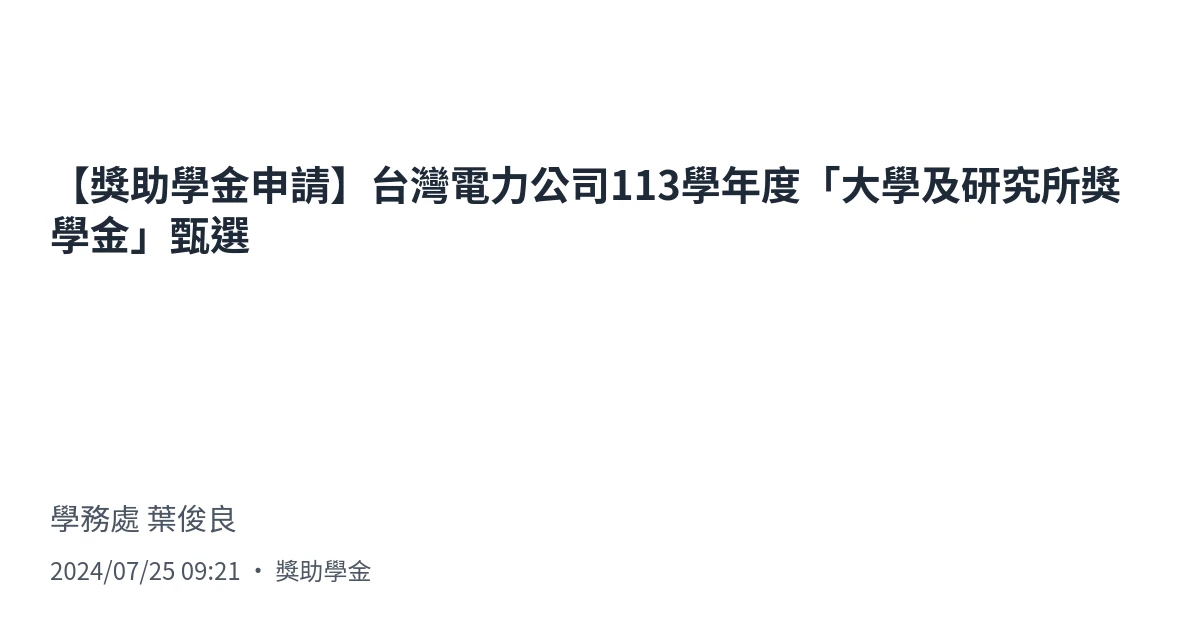 【獎助學金申請】台灣電力公司113學年度「大學及研究所獎
學金」甄選
學務處 葉俊良
2024/07/25 09:21 ・ 獎助學金